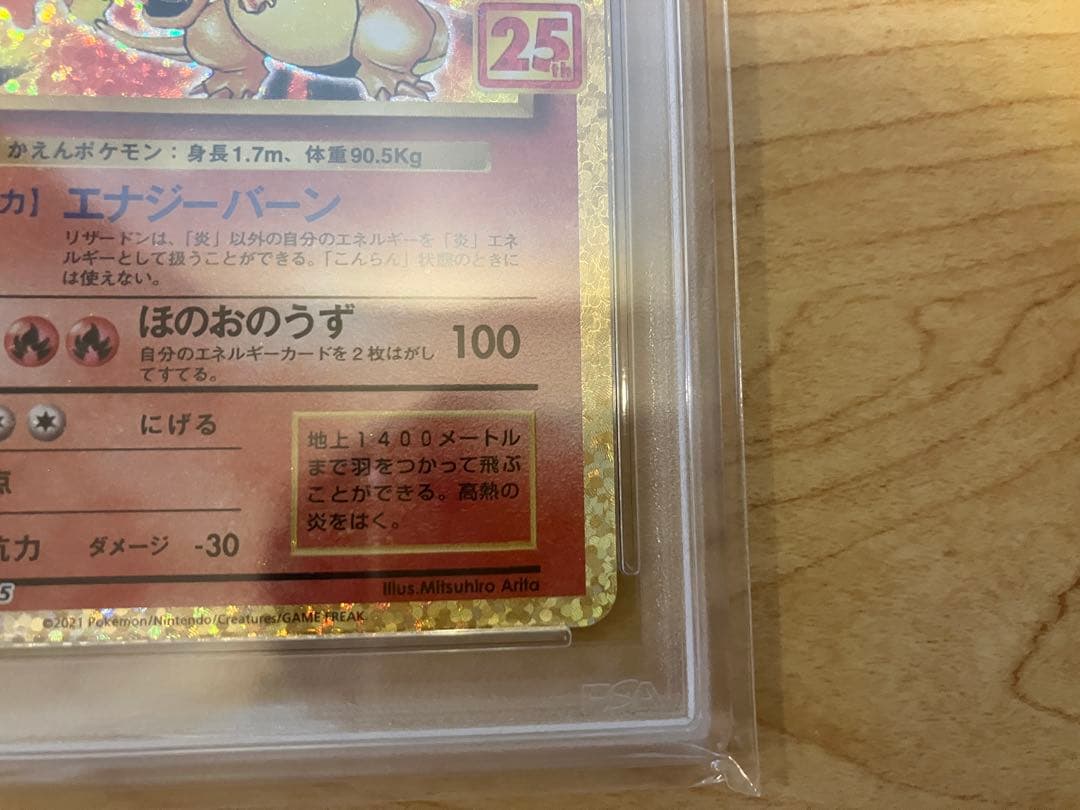 25th
かえんポケモン：身長1.7m、体重90.5Kg
力】 エナジーバーン
リザードンは、「炎」以外の自分のエネルギーを「炎」エネ
ルギーとして扱うことができる。「こんらん」状態のときに
は使えない。
ほのおのうず 100
自分のエネルギーカードを２枚はがし
てすてる。
にげる
点
抗力 ダメージ -30
地上１４００メートル
まで羽をつかって飛ぶ
ことができる。高熱の
炎をはく。
Illus.Mitsuhiro Arita
5
©2021 Pokémon/Nintendo/Creatures/GAME FREAK.
PSA